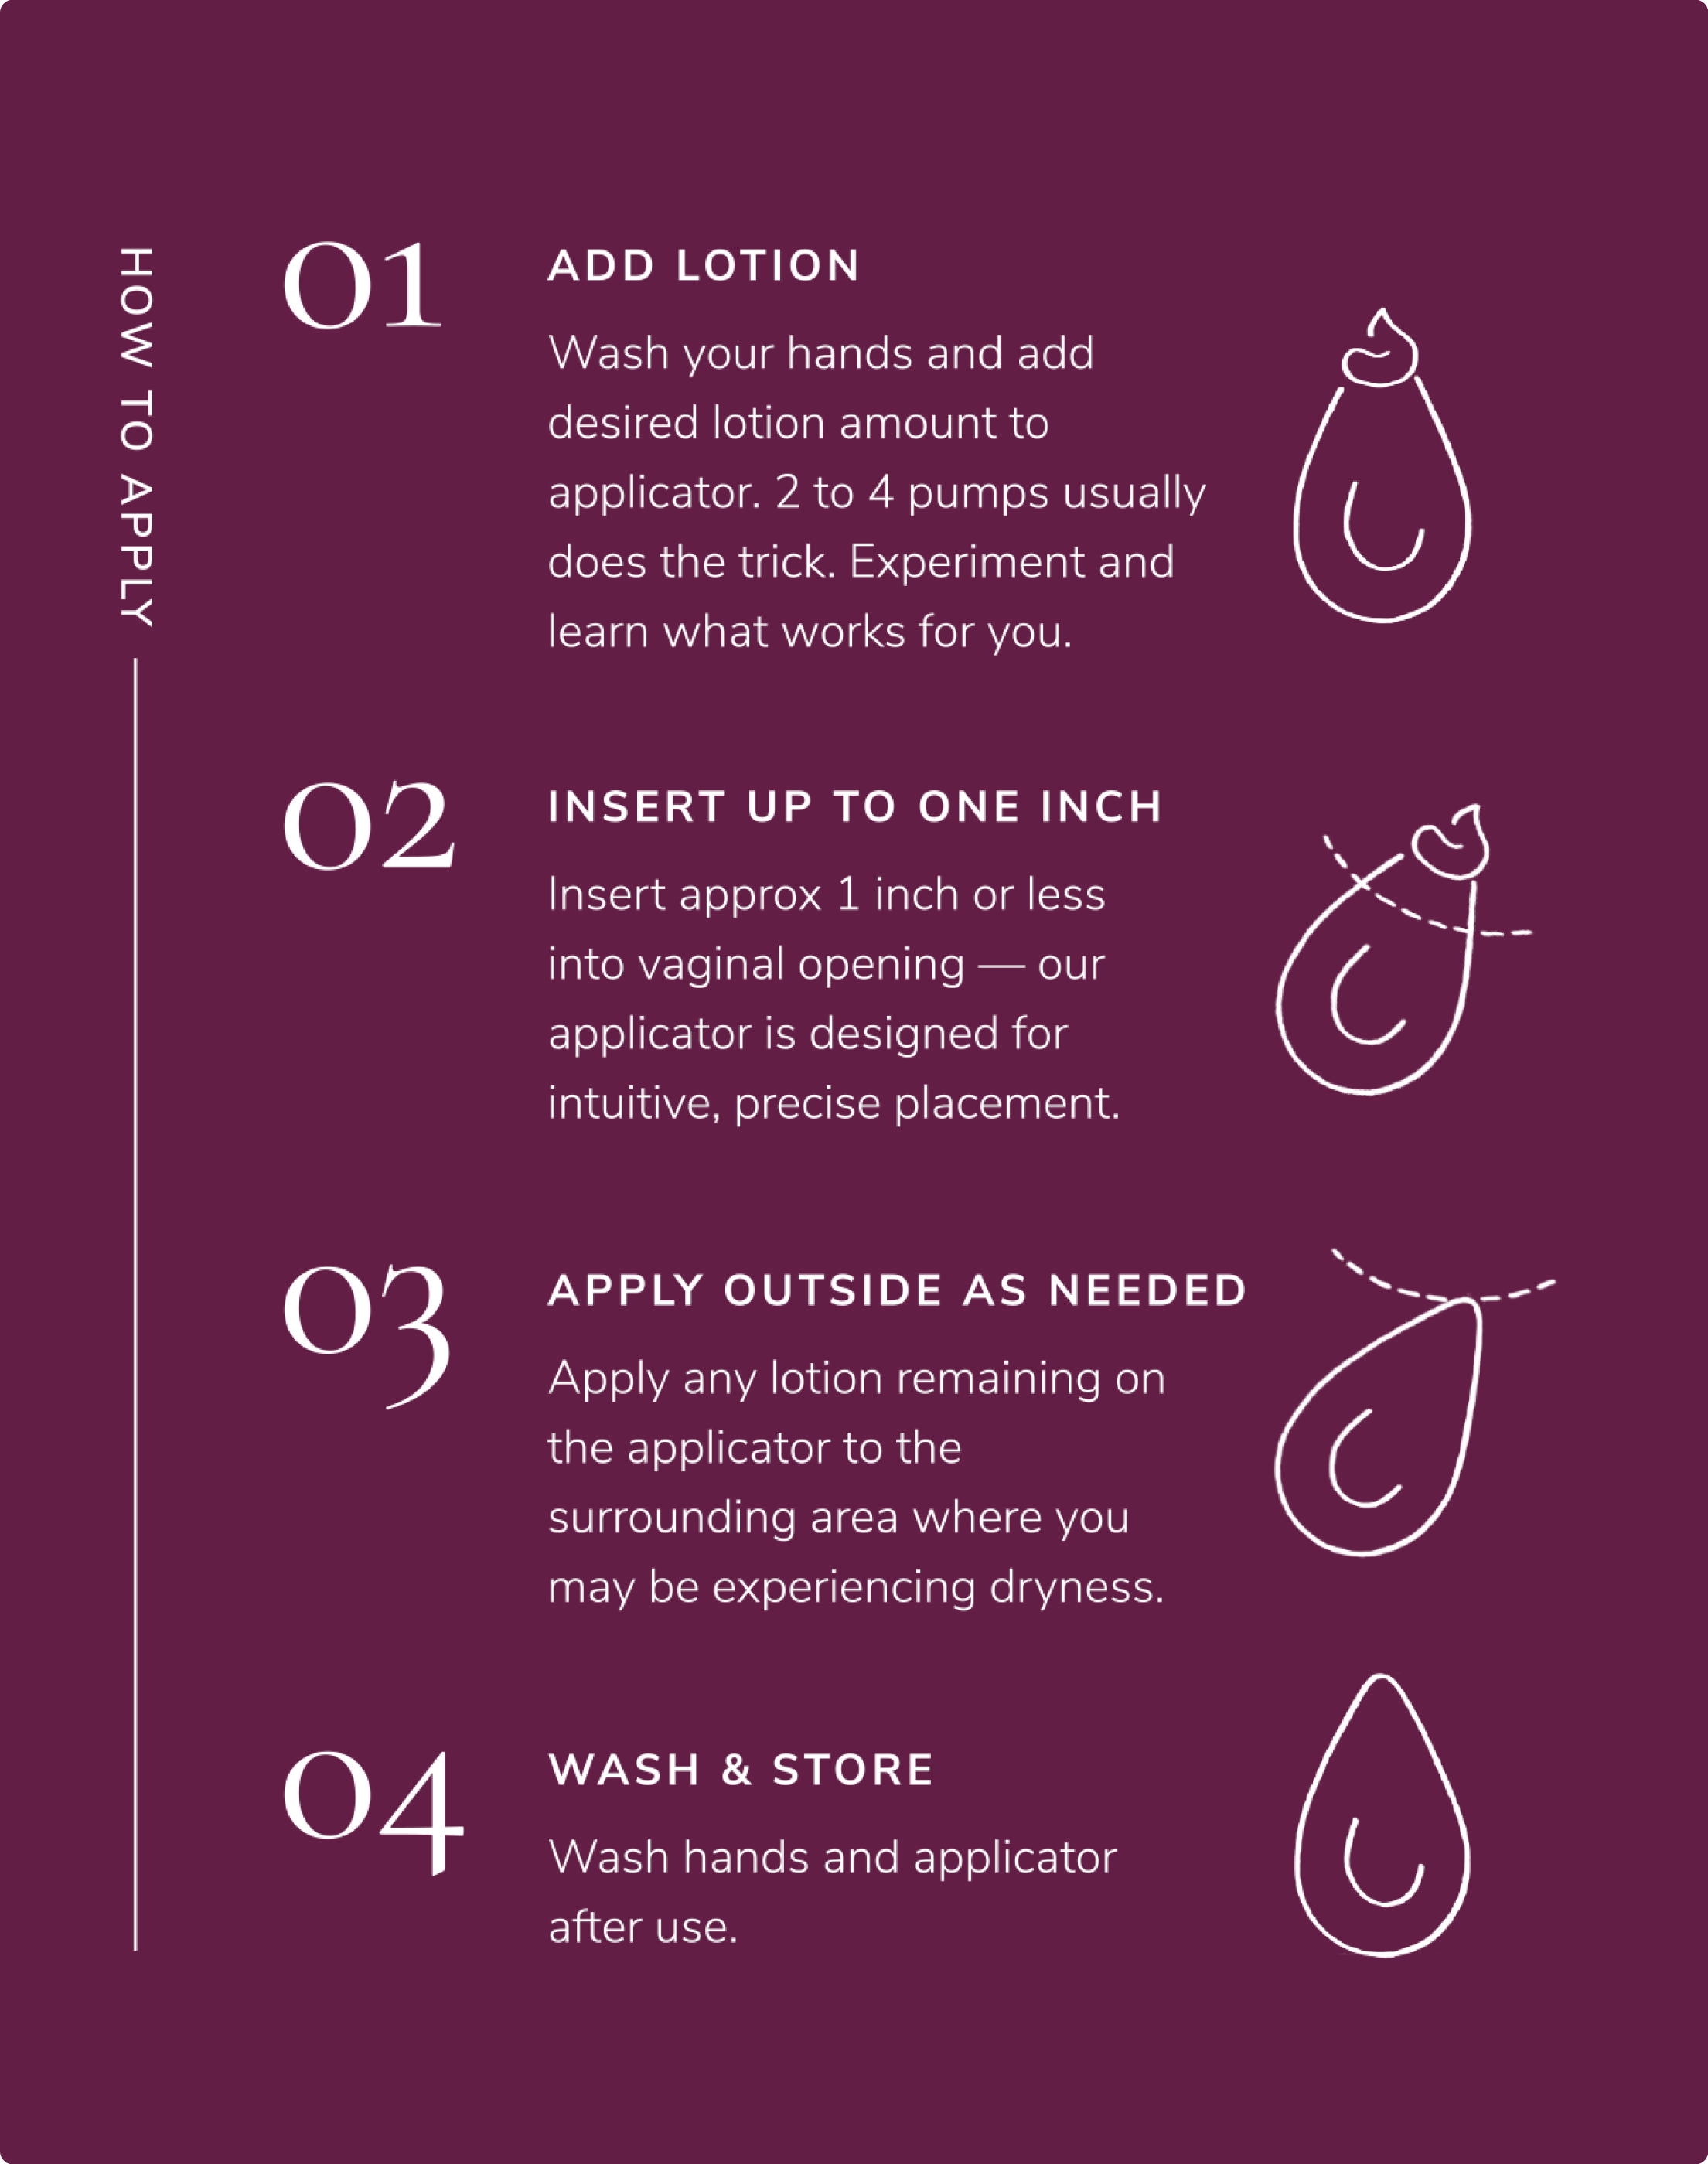 HOW TO APPLY
01
ADD LOTION
Wash your hands and add
desired lotion amount to
applicator. 2 to 4 pumps usually
does the trick. Experiment and
learn what works for you.
02
INSERT UP TO ONE INCH
Insert approx 1 inch or less
into vaginal opening — our
applicator is designed for
intuitive, precise placement.
03
APPLY OUTSIDE AS NEEDED
Apply any lotion remaining on
the applicator to the
surrounding area where you
may be experiencing dryness.
04
WASH & STORE
Wash hands and applicator
after use.